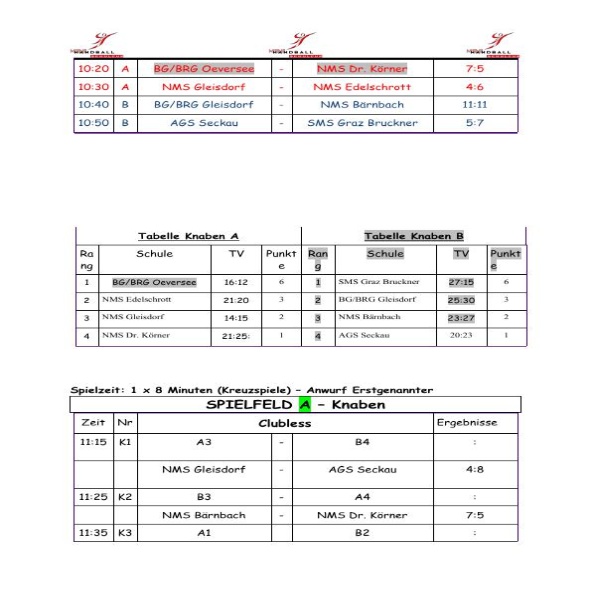 HANDBALL HANDBALL HANDBALL
10:20 A BG/BRG Oeversee - NMS Dr. Körner 7:5
10:30 A NMS Gleisdorf - NMS Edelschrott 4:6
10:40 B BG/BRG Gleisdorf - NMS Bärnbach 11:11
10:50 B AGS Seckau - SMS Graz Bruckner 5:7
Tabelle Knaben A Tabelle Knaben B
Ra Schule TV Punkt Ran Schule TV Punkt
ng e g e
1 BG/BRG Oeversee 16:12 6 1 SMS Graz Bruckner 27:15 6
2 NMS Edelschrott 21:20 3 2 BG/BRG Gleisdorf 25:30 3
3 NMS Gleisdorf 14:15 2 3 NMS Bärnbach 23:27 2
4 NMS Dr. Körner 21:25: 1 4 AGS Seckau 20:23 1
Spielzeit: 1 x 8 Minuten (Kreuzspiele) – Anwurf Erstgenannter
SPIELFELD A – Knaben
Zeit Nr Clubless Ergebnisse
11:15 K1 A3 - B4 :
NMS Gleisdorf - AGS Seckau 4:8
11:25 K2 B3 - A4 :
NMS Bärnbach - NMS Dr. Körner 7:5
11:35 K3 A1 B2 :